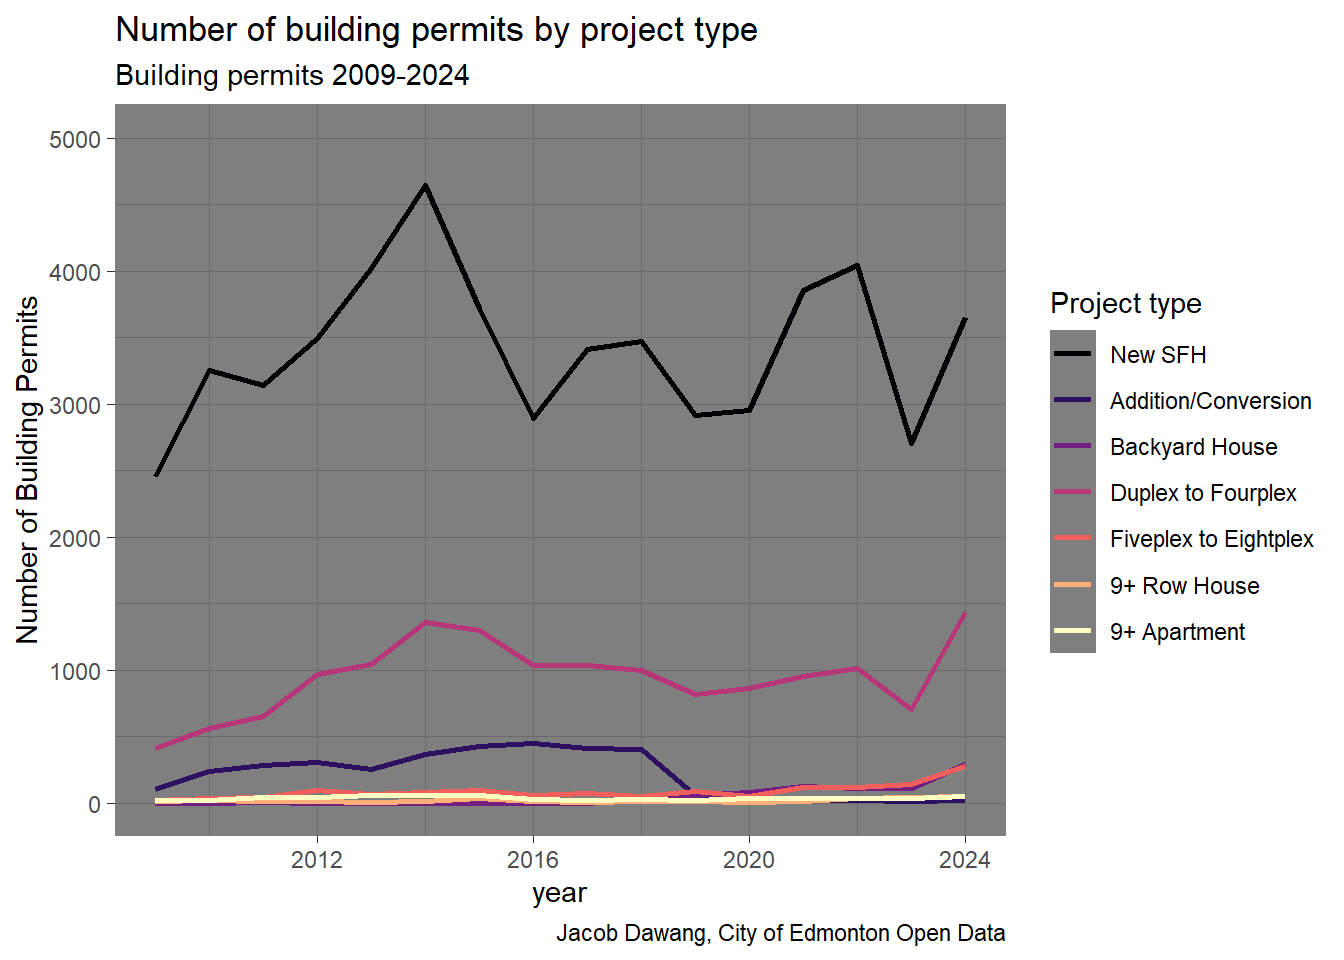 Number of building permits by project type
Building permits 2009-2024
5000
4000
3000
2000
1000
0
Number of Building Permits
2012
2016
2020
2024
year
Project type
New SFH
Addition/Conversion
Backyard House
Duplex to Fourplex
Fiveplex to Eightplex
9+ Row House
9+ Apartment
Jacob Dawang, City of Edmonton Open Data